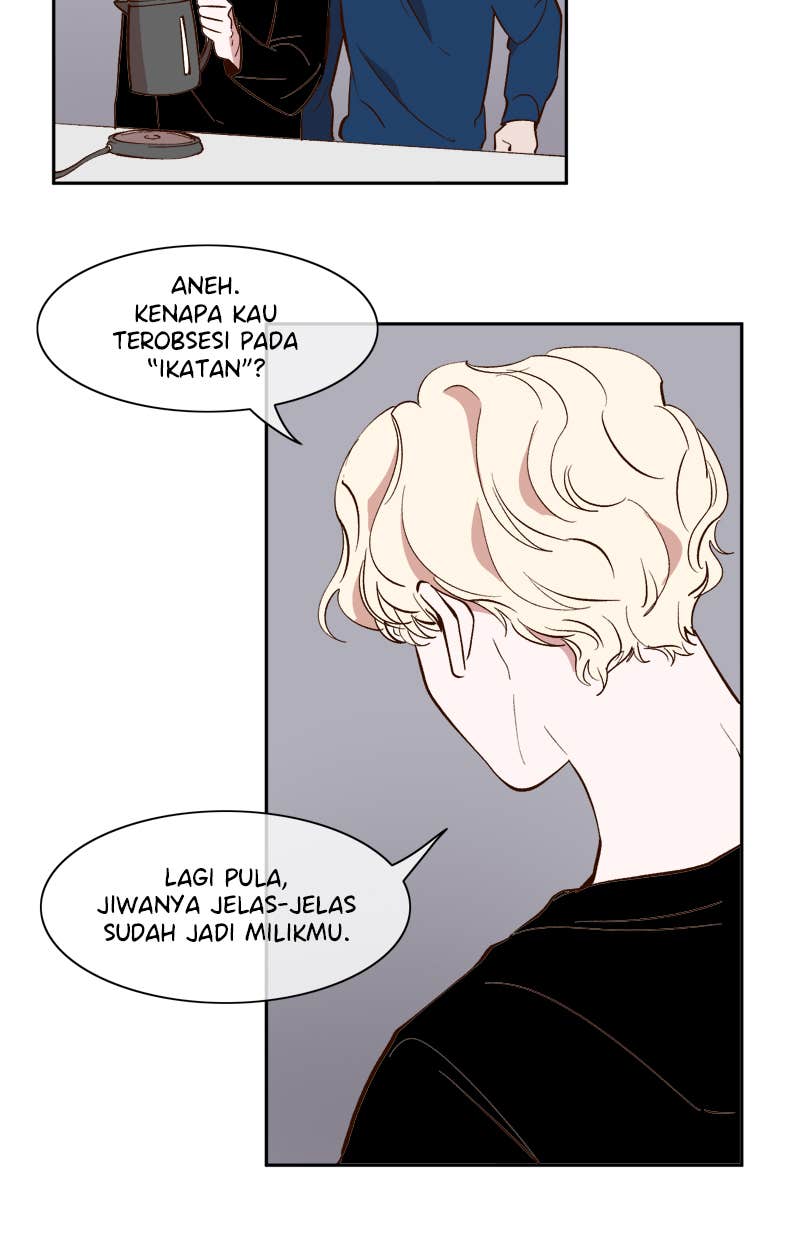 ANEH.
KENAPA KAU
TEROBSESI PADA
“IKATAN”?
LAGI PULA,
JIWANYA JELAS-JELAS
SUDAH JADI MILIKMU.